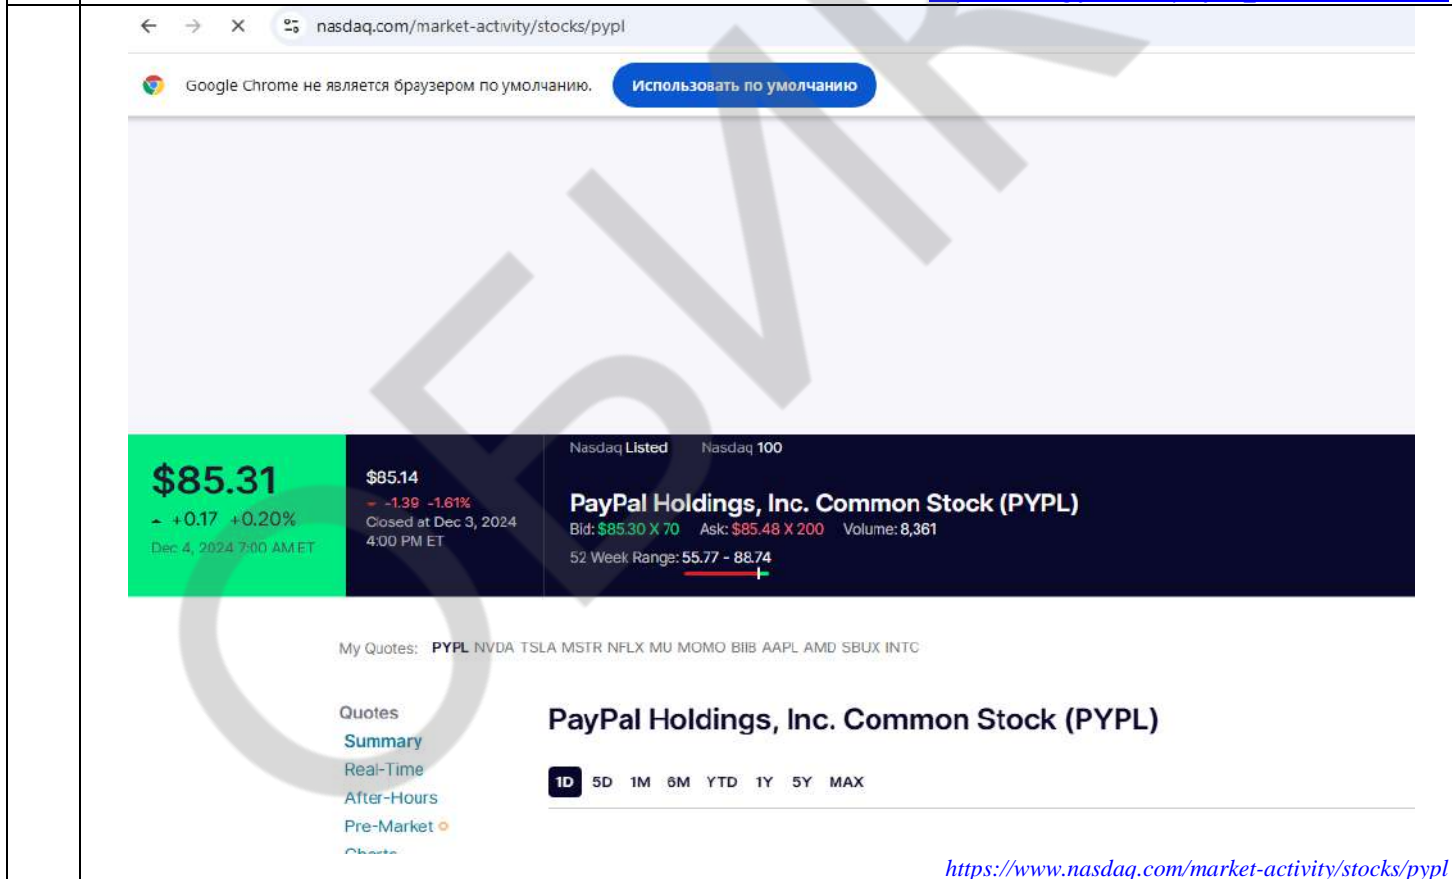 nasdaq.com/market-activity/stocks/pypl
Google Chrome не является браузером по умолчанию. Использовать по умолчанию
Nasdaq Listed Nasdaq 100
$85.31
+0.17 +0.20%
Dec 4, 2024 7:00 AM ET
$85.14
-1.39 -1.61%
Closed at Dec 3, 2024
4:00 PM ET
PayPal Holdings, Inc. Common Stock (PYPL)
Bid: $85.30 X 70 Ask: $85.48 X 200 Volume: 8,361
52 Week Range: 55.77 - 88.74
My Quotes: PYPL NVDA TSLA MSTR NFLX MU MOMO BIIB AAPL AMD SBUX INTC
Quotes
Summary
Real-Time
After-Hours
Pre-Market
Charts
PayPal Holdings, Inc. Common Stock (PYPL)
1D 5D 1M 6M YTD 1Y 5Y MAX
https://www.nasdaq.com/market-activity/stocks/pypl
ОБИК